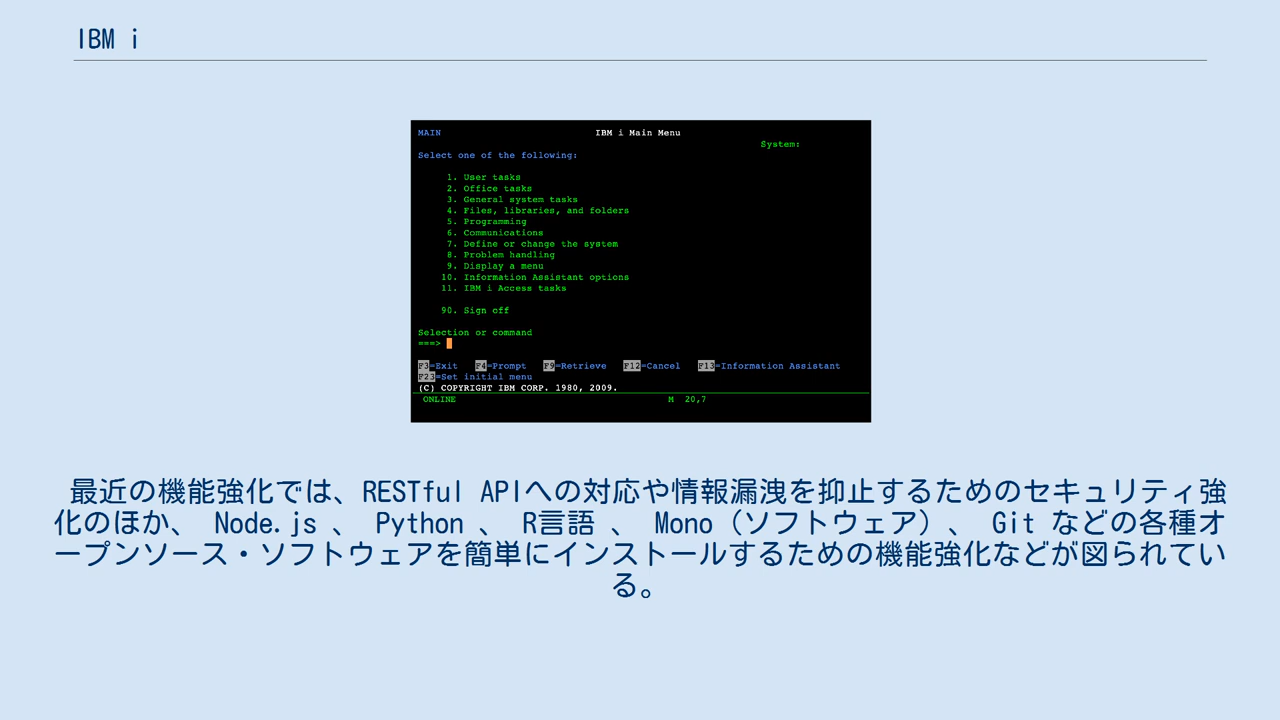 IBM i
MAIN IBM i Main Menu
System:
Select one of the following:
1. User tasks
2. Office tasks
3. General system tasks
4. Files, libraries, and folders
5. Programming
6. Communications
7. Define or change the system
8. Problem handling
9. Display a menu
10. Information Assistant options
11. IBM i Access tasks
90. Sign off
Selection or command
===>
F3=Exit F4=Prompt F9=Retrieve F12=Cancel F13=Information Assistant
F23=Set initial menu
(C) COPYRIGHT IBM CORP. 1980, 2009.
ONLINE M 20,7
最近の機能強化では、RESTful APIへの対応や情報漏洩を抑止するためのセキュリティ強
化のほか、 Node.js 、 Python 、 R言語 、 Mono（ソフトウェア）、 Git などの各種オ
ープンソース・ソフトウェアを簡単にインストールするための機能強化などが図られてい
る。